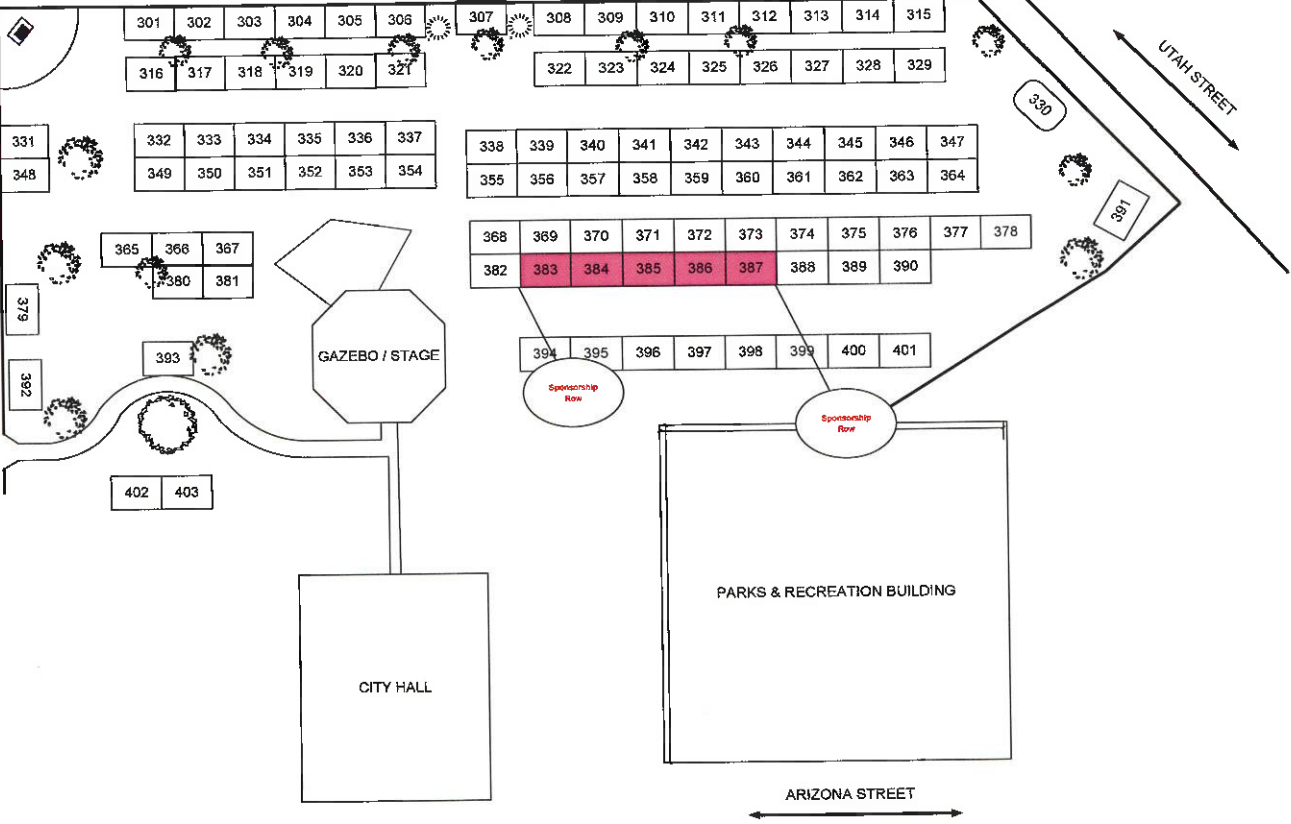 301 302 303 304 305 306 307 308 309 310 311 312 313 314 315
316 317 318 319 320 321 322 323 324 325 326 327 328 329
UTAH STREET
330
331 332 333 334 335 336 337 338 339 340 341 342 343 344 345 346 347
348 349 350 351 352 353 354 355 356 357 358 359 360 361 362 363 364
391
365 366 367 368 369 370 371 372 373 374 375 376 377 378
380 381 382 383 384 385 386 387 388 389 390
379
393 GAZEBO / STAGE 394 395 396 397 398 399 400 401
392
Sponsorship
Row
Sponsorship
Row
402 403
PARKS & RECREATION BUILDING
CITY HALL
ARIZONA STREET